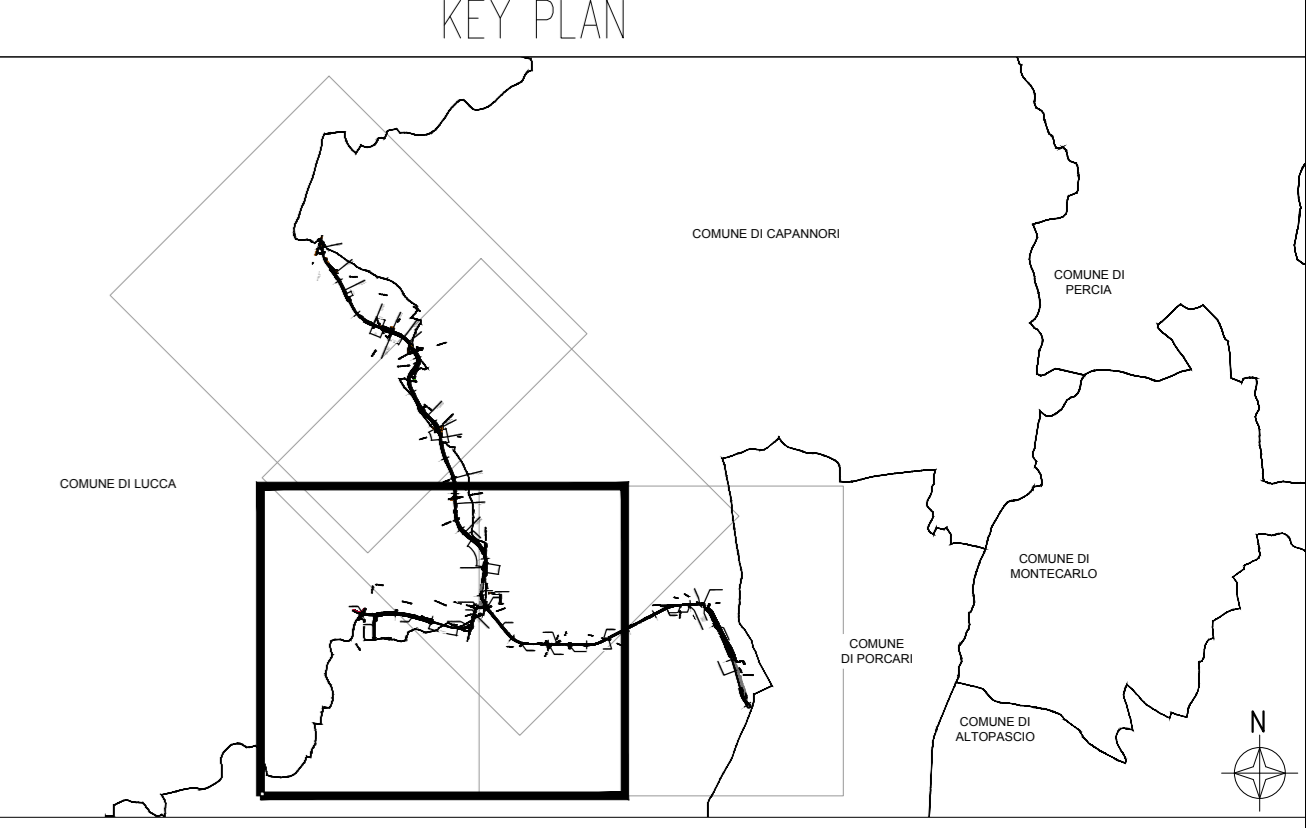 KEY PLAN
COMUNE DI CAPANNORI
COMUNE DI
PERCIA
COMUNE DI LUCCA
COMUNE DI
MONTECARLO
COMUNE
DI PORCARI
COMUNE DI
ALTOPASCIO
N